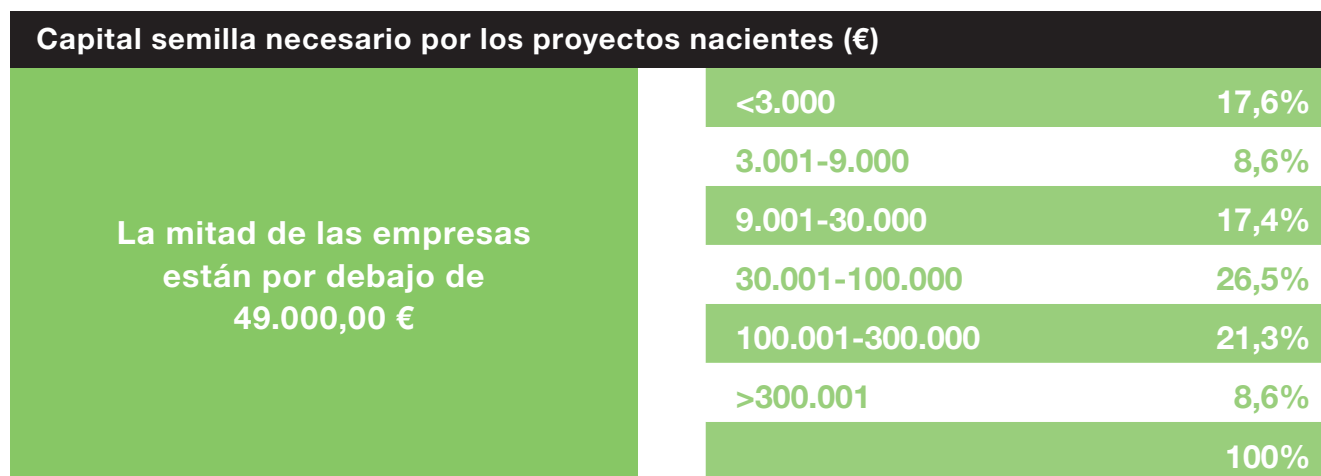 Capital semilla necesario por los proyectos nacientes (€)
La mitad de las empresas
están por debajo de
49.000,00 €
<3.000 17,6%
3.001-9.000 8,6%
9.001-30.000 17,4%
30.001-100.000 26,5%
100.001-300.000 21,3%
>300.001 8,6%
100%